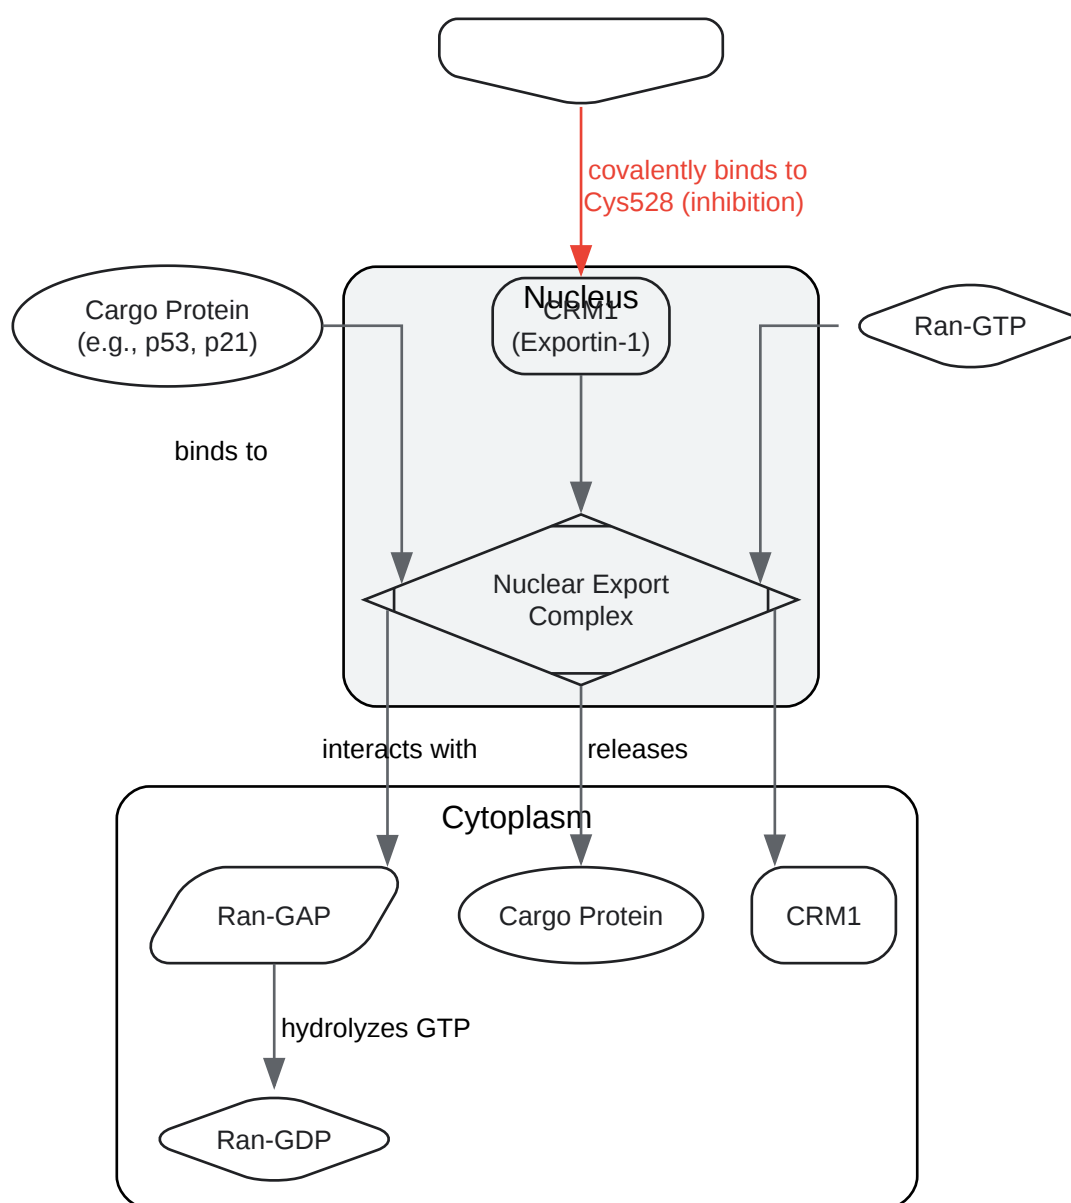 covalently binds to
Cys528 (inhibition)
Nucleus
Cargo Protein
(e.g., p53, p21)
CRM1
(Exportin-1)
Ran-GTP
binds to
Nuclear Export
Complex
interacts with
releases
Cytoplasm
Ran-GAP
Cargo Protein
CRM1
hydrolyzes GTP
Ran-GDP